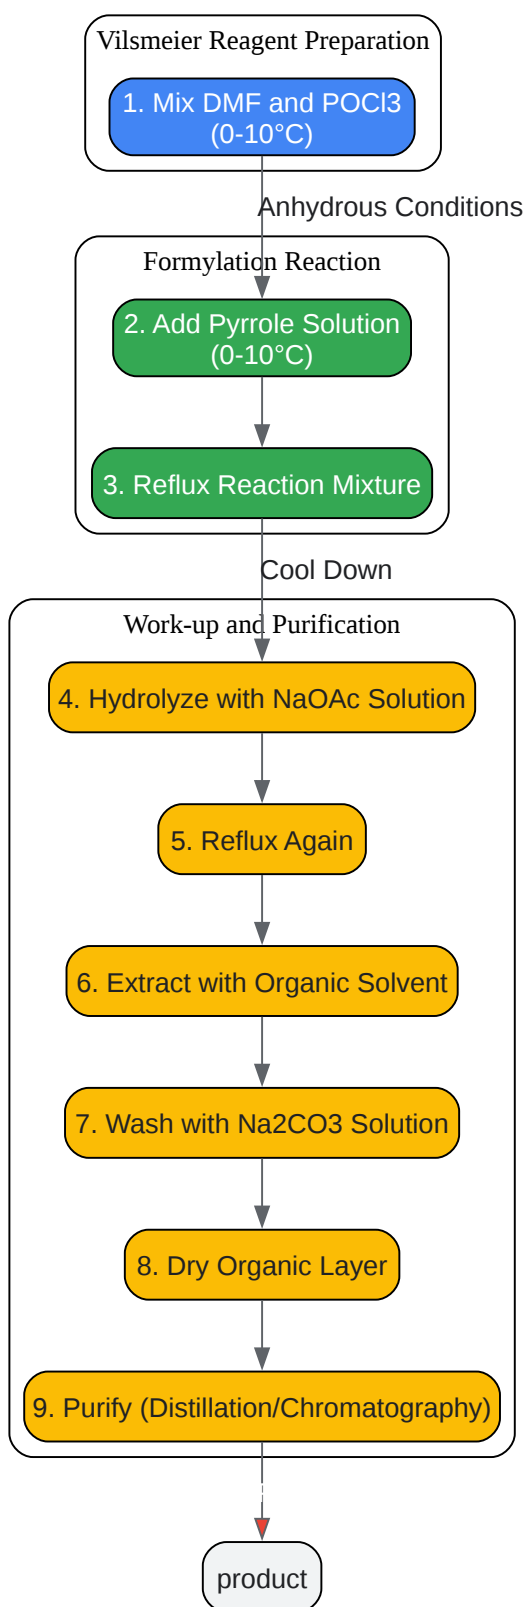 Vilsmeier Reagent Preparation
1. Mix DMF and POCl3
(0-10°C)
Anhydrous Conditions
Formylation Reaction
2. Add Pyrrole Solution
(0-10°C)
3. Reflux Reaction Mixture
Cool Down
Work-up and Purification
4. Hydrolyze with NaOAc Solution
5. Reflux Again
6. Extract with Organic Solvent
7. Wash with Na2CO3 Solution
8. Dry Organic Layer
9. Purify (Distillation/Chromatography)
product